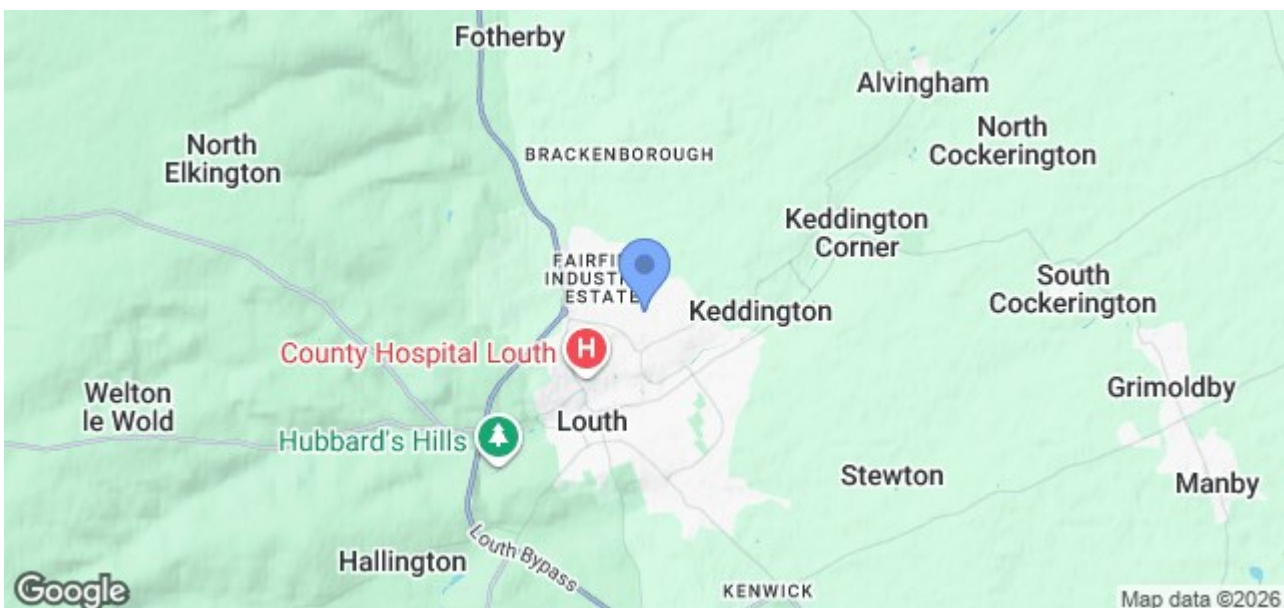 Fotherby
Alvingham
North
Elkington
BRACKENBOROUGH
North
Cockerington
Keddington
Corner
INDUSTR
ESTATE
South
Cockerington
Keddington
County Hospital Louth
H
Grimoldby
Welton
le Wold
Louth
Hubbard's Hills
Stewton
Manby
Hallington
Louth Bypass
KENWICK
Google
Map data ©2026